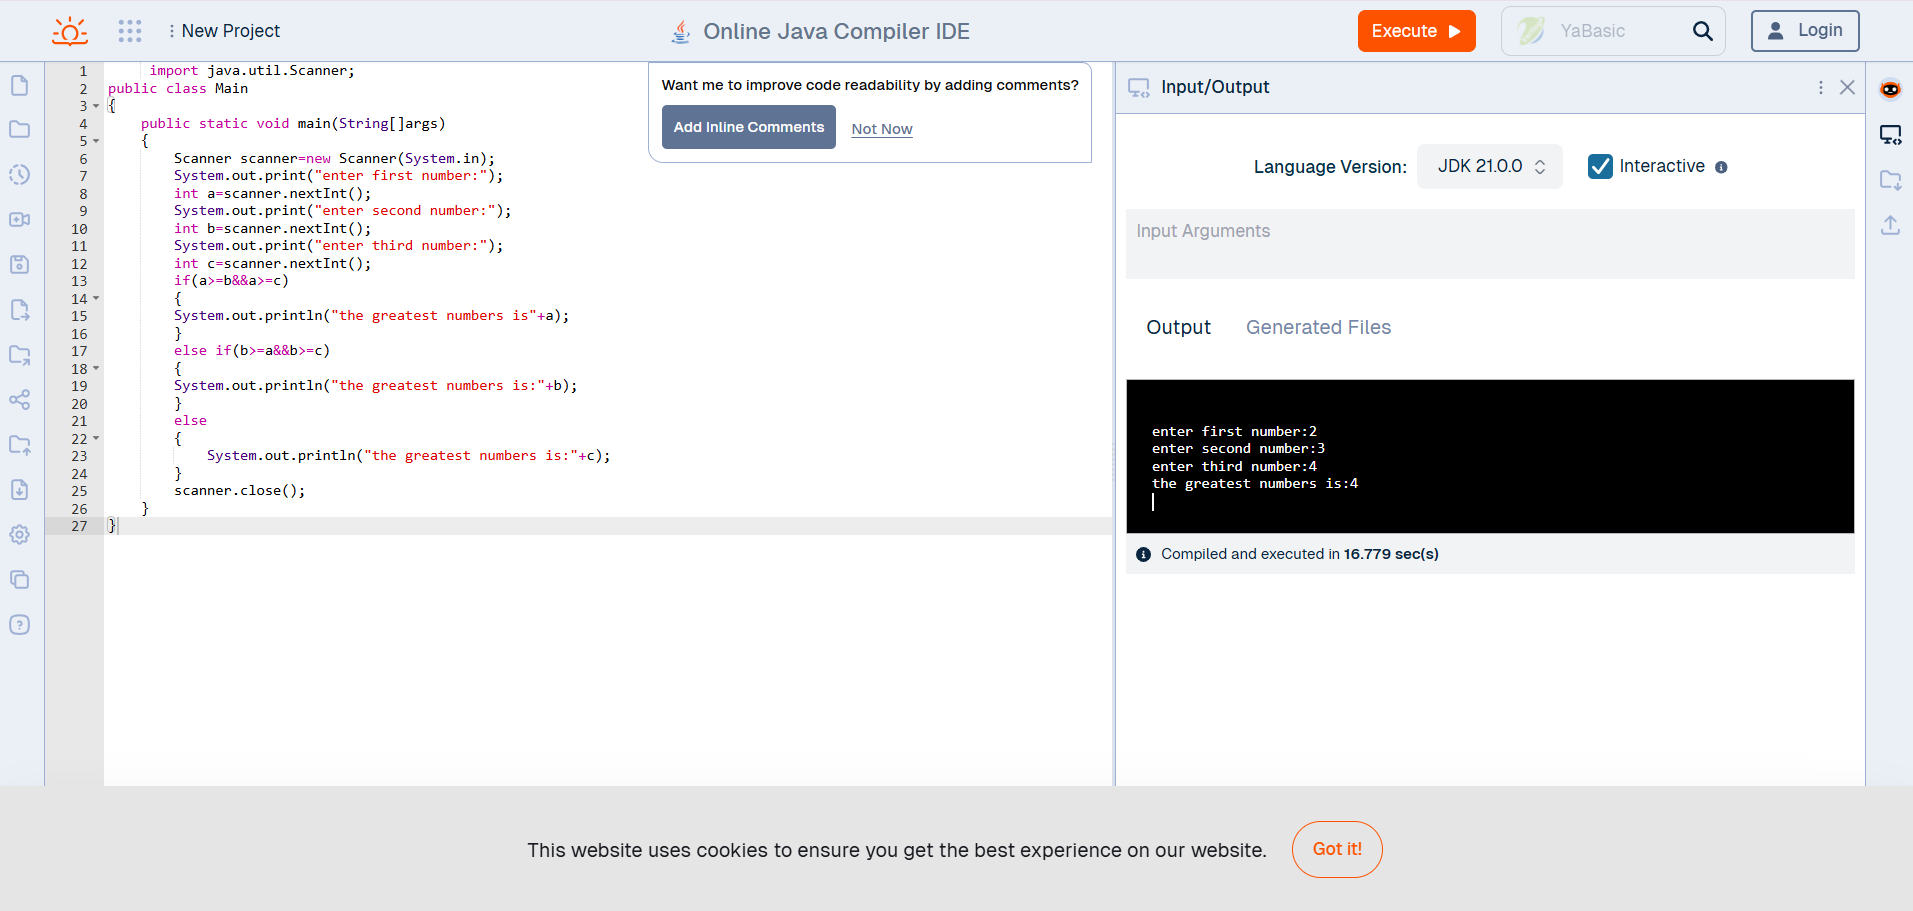 New Project
Online Java Compiler IDE
Execute
YaBasic
Login
1 import java.util.Scanner;
2 public class Main
3 {
4 public static void main(String[]args)
5 {
6 Scanner scanner=new Scanner(System.in);
7 System.out.print("enter first number:");
8 int a=scanner.nextInt();
9 System.out.print("enter second number:");
10 int b=scanner.nextInt();
11 System.out.print("enter third number:");
12 int c=scanner.nextInt();
13 if(a>=b&&a>=c)
14 {
15 System.out.println("the greatest numbers is"+a);
16 }
17 else if(b>=a&&b>=c)
18 {
19 System.out.println("the greatest numbers is:"+b);
20 }
21 else
22 {
23 System.out.println("the greatest numbers is:"+c);
24 }
25 scanner.close();
26 }
27 }
Want me to improve code readability by adding comments?
Add Inline Comments Not Now
Input/Output
Language Version: JDK 21.0.0 Interactive
Input Arguments
Output Generated Files
enter first number:2
enter second number:3
enter third number:4
the greatest numbers is:4
Compiled and executed in 16.779 sec(s)
This website uses cookies to ensure you get the best experience on our website. Got it!